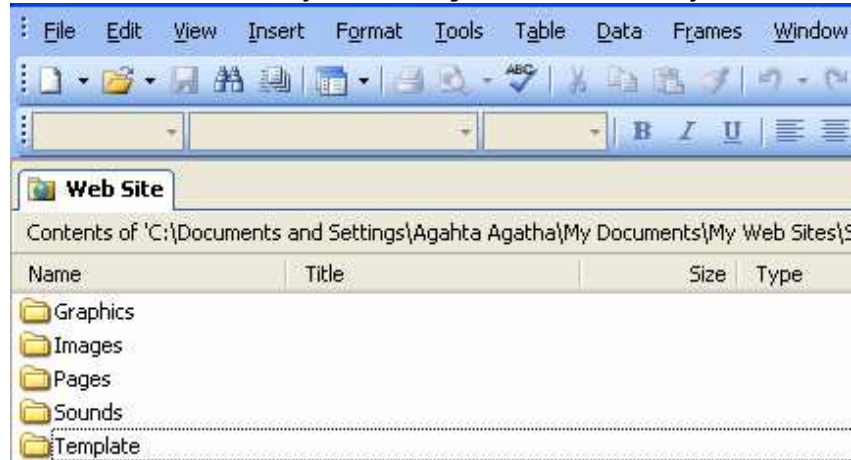 File Edit View Insert Format Tools Table Data Frames Window
ABC
B I U
Web Site
Contents of 'C:\Documents and Settings\Agahta Agatha\My Documents\My Web Sites\S
Name Title Size Type
Graphics
Images
Pages
Sounds
Template